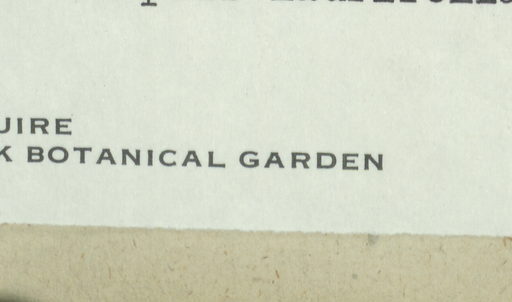 UIRE
K BOTANICAL GARDEN